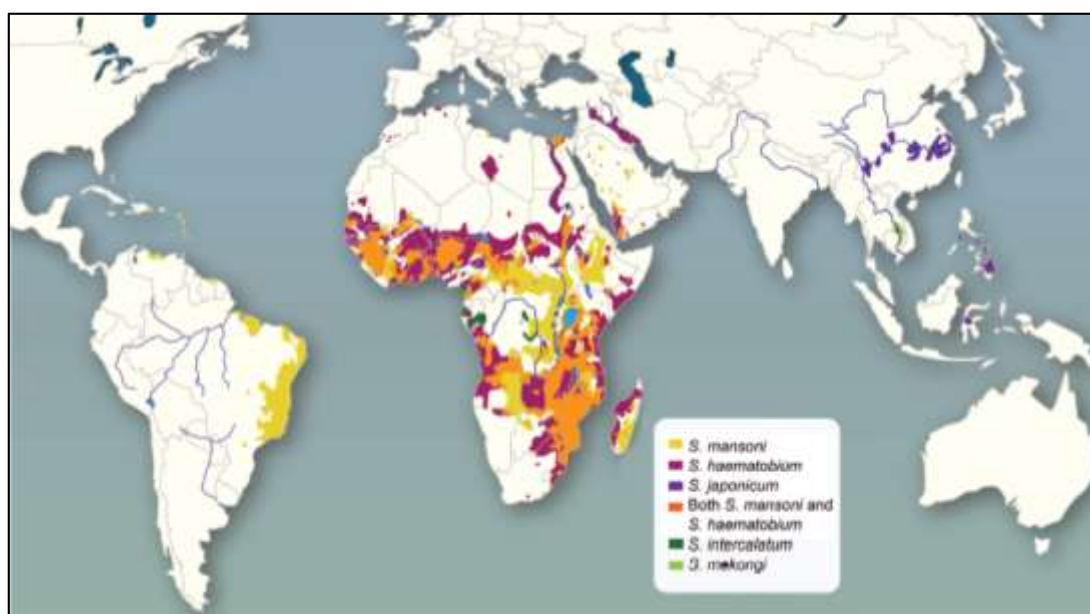 S. mansoni
S. haematobium
S. japonicum
Both S. mansoni and
S. haematobium
S. intercalatum
S. mekongi